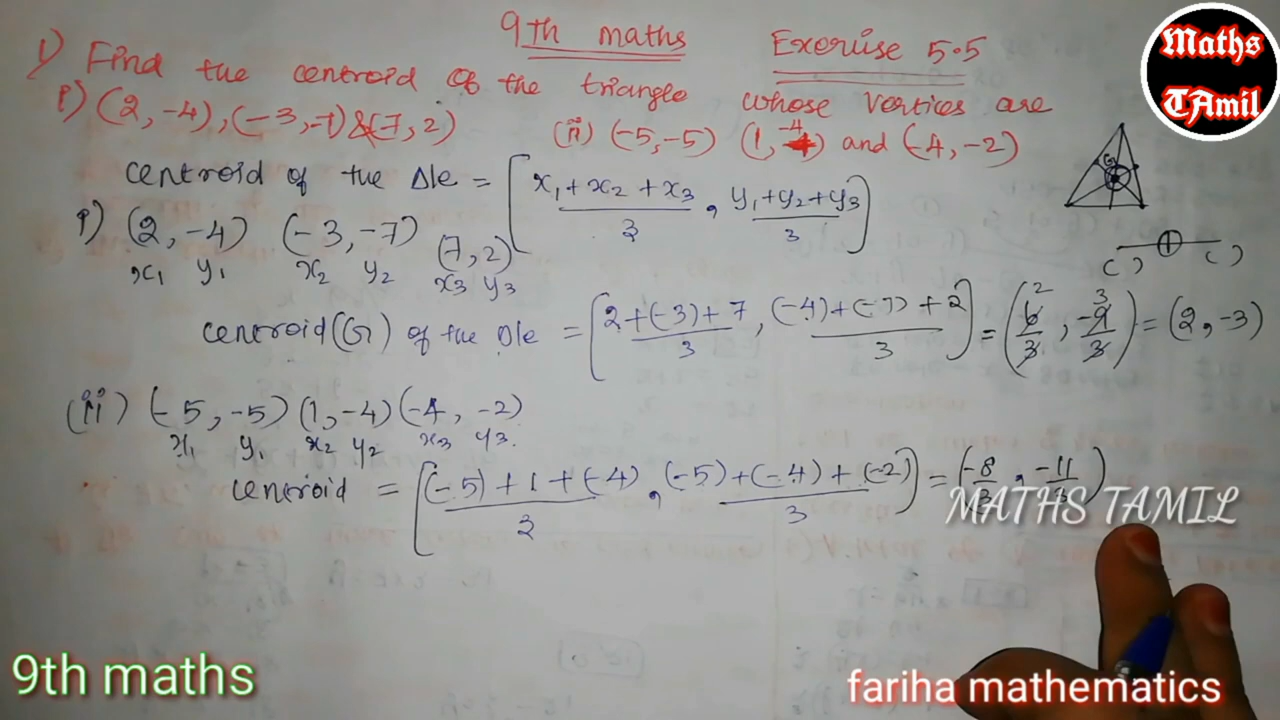 9th maths Exercise 5.5
Maths TAmil
1) Find the centroid of the triangle whose vertices are
i) (2, -4), (-3, -7) & (7, 2) (ii) (-5, -5) (1, -4) and (-4, -2)
centroid of the Δle = [x₁+x₂+x₃/3, y₁+y₂+y₃/3]
G
i) (2, -4) (-3, -7) (7, 2)
x₁ y₁ x₂ y₂ x₃ y₃
( ) ( )
centroid(G) of the Δle = [2+(-3)+7/3, (-4)+(-7)+2/3] = (6/3, -9/3) = (2, -3)
(ii) (-5, -5) (1, -4) (-4, -2)
x₁ y₁ x₂ y₂ x₃ y₃
centroid = [(-5)+1+(-4)/3, (-5)+(-4)+(-2)/3] = (-8/3, -11/3)
MATHS TAMIL
9th maths
fariha mathematics